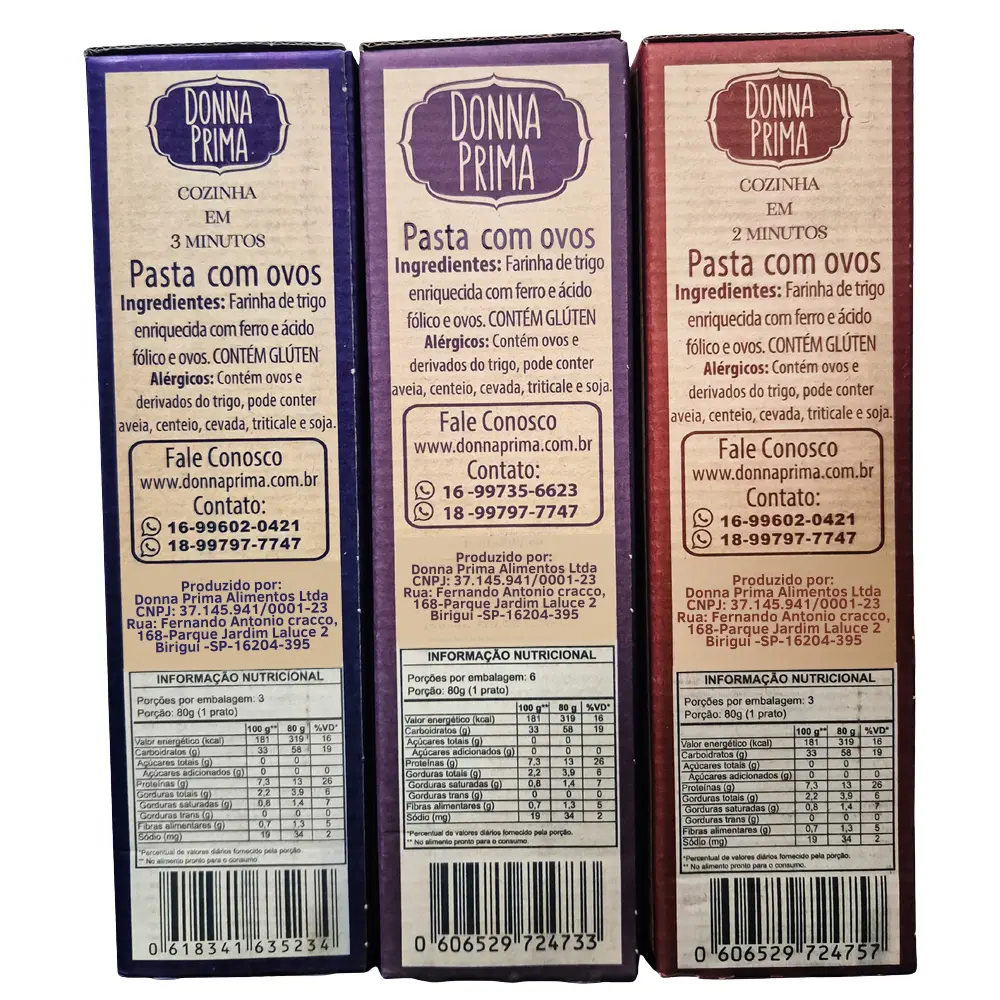 DONNA
PRIMA
COZINHA
EM
3 MINUTOS
Pasta com ovos
Ingredientes: Farinha de trigo
enriquecida com ferro e ácido
fólico e ovos. CONTÉM GLÚTEN
Alérgicos: Contém ovos e
derivados do trigo, pode conter
aveia, centeio, cevada, triticale e soja.
Fale Conosco
www.donnaprima.com.br
Contato:
16-99602-0421
18-99797-7747
Produzido por:
Donna Prima Alimentos Ltda
CNPJ: 37.145.941/0001-23
Rua: Fernando Antonio cracco,
168-Parque Jardim Laluce 2
Birigui -SP-16204-395
INFORMAÇÃO NUTRICIONAL
Porções por embalagem: 3
Porção: 80g (1 prato)
100 g** 80 g %VD*
Valor energético (kcal) 181 319 16
Carboidratos (g) 33 58 19
Açúcares totais (g) 0 0
Açúcares adicionados (g) 0 0 0
Proteínas (g) 7,3 13 26
Gorduras totais (g) 2,2 3,9 6
Gorduras saturadas (g) 0,8 1,4 7
Gorduras trans (g) 0 0 0
Fibras alimentares (g) 0,7 1,3 5
Sódio (mg) 19 34 2
*Percentual de valores diários fornecido pela porção.
** No alimento pronto para o consumo
0 618341 635234
DONNA
PRIMA
Pasta com ovos
Ingredientes: Farinha de trigo
enriquecida com ferro e ácido
fólico e ovos. CONTÉM GLÚTEN
Alérgicos: Contém ovos e
derivados do trigo, pode conter
aveia, centeio, cevada, triticale e soja.
Fale Conosco
www.donnaprima.com.br
Contato:
16 -99735-6623
18 -99797-7747
Produzido por:
Donna Prima Alimentos Ltda
CNPJ: 37.145.941/0001-23
Rua: Fernando Antonio cracco,
168-Parque Jardim Laluce 2
Birigui -SP-16204-395
INFORMAÇÃO NUTRICIONAL
Porções por embalagem: 6
Porção: 80g (1 prato)
100 g** 80 g %VD*
Valor energético (kcal) 181 319 16
Carboidratos (g) 33 58 19
Açúcares totais (g) 0 0
Açúcares adicionados (g) 0 0 0
Proteínas (g) 7,3 13 26
Gorduras totais (g) 2,2 3,9 6
Gorduras saturadas (g) 0,8 1,4 7
Gorduras trans (g) 0 0 0
Fibras alimentares (g) 0,7 1,3 5
Sódio (mg) 19 34 2
*Percentual de valores diários fornecido pela porção.
** No alimento pronto para o consumo.
0 606529 724733
DONNA
PRIMA
COZINHA
EM
2 MINUTOS
Pasta com ovos
Ingredientes: Farinha de trigo
enriquecida com ferro e ácido
fólico e ovos. CONTÉM GLÚTEN
Alérgicos: Contém ovos e
derivados do trigo, pode conter
aveia, centeio, cevada, triticale e soja.
Fale Conosco
www.donnaprima.com.br
Contato:
16-99602-0421
18-99797-7747
Produzido por:
Donna Prima Alimentos Ltda
CNPJ: 37.145.941/0001-23
Rua: Fernando Antonio cracco,
168-Parque Jardim Laluce 2
Birigui -SP-16204-395
INFORMAÇÃO NUTRICIONAL
Porções por embalagem: 3
Porção: 80g (1 prato)
100 g** 80 g %VD*
Valor energético (kcal) 181 319 16
Carboidratos (g) 33 58 19
Açúcares totais (g) 0 0
Açúcares adicionados (g) 0 0 0
Proteínas (g) 7,3 13 26
Gorduras totais (g) 2,2 3,9 6
Gorduras saturadas (g) 0,8 1,4 7
Gorduras trans (g) 0 0 0
Fibras alimentares (g) 0,7 1,3 5
Sódio (mg) 19 34 2
*Percentual de valores diários fornecido pela porção.
** No alimento pronto para o consumo.
0 606529 724757